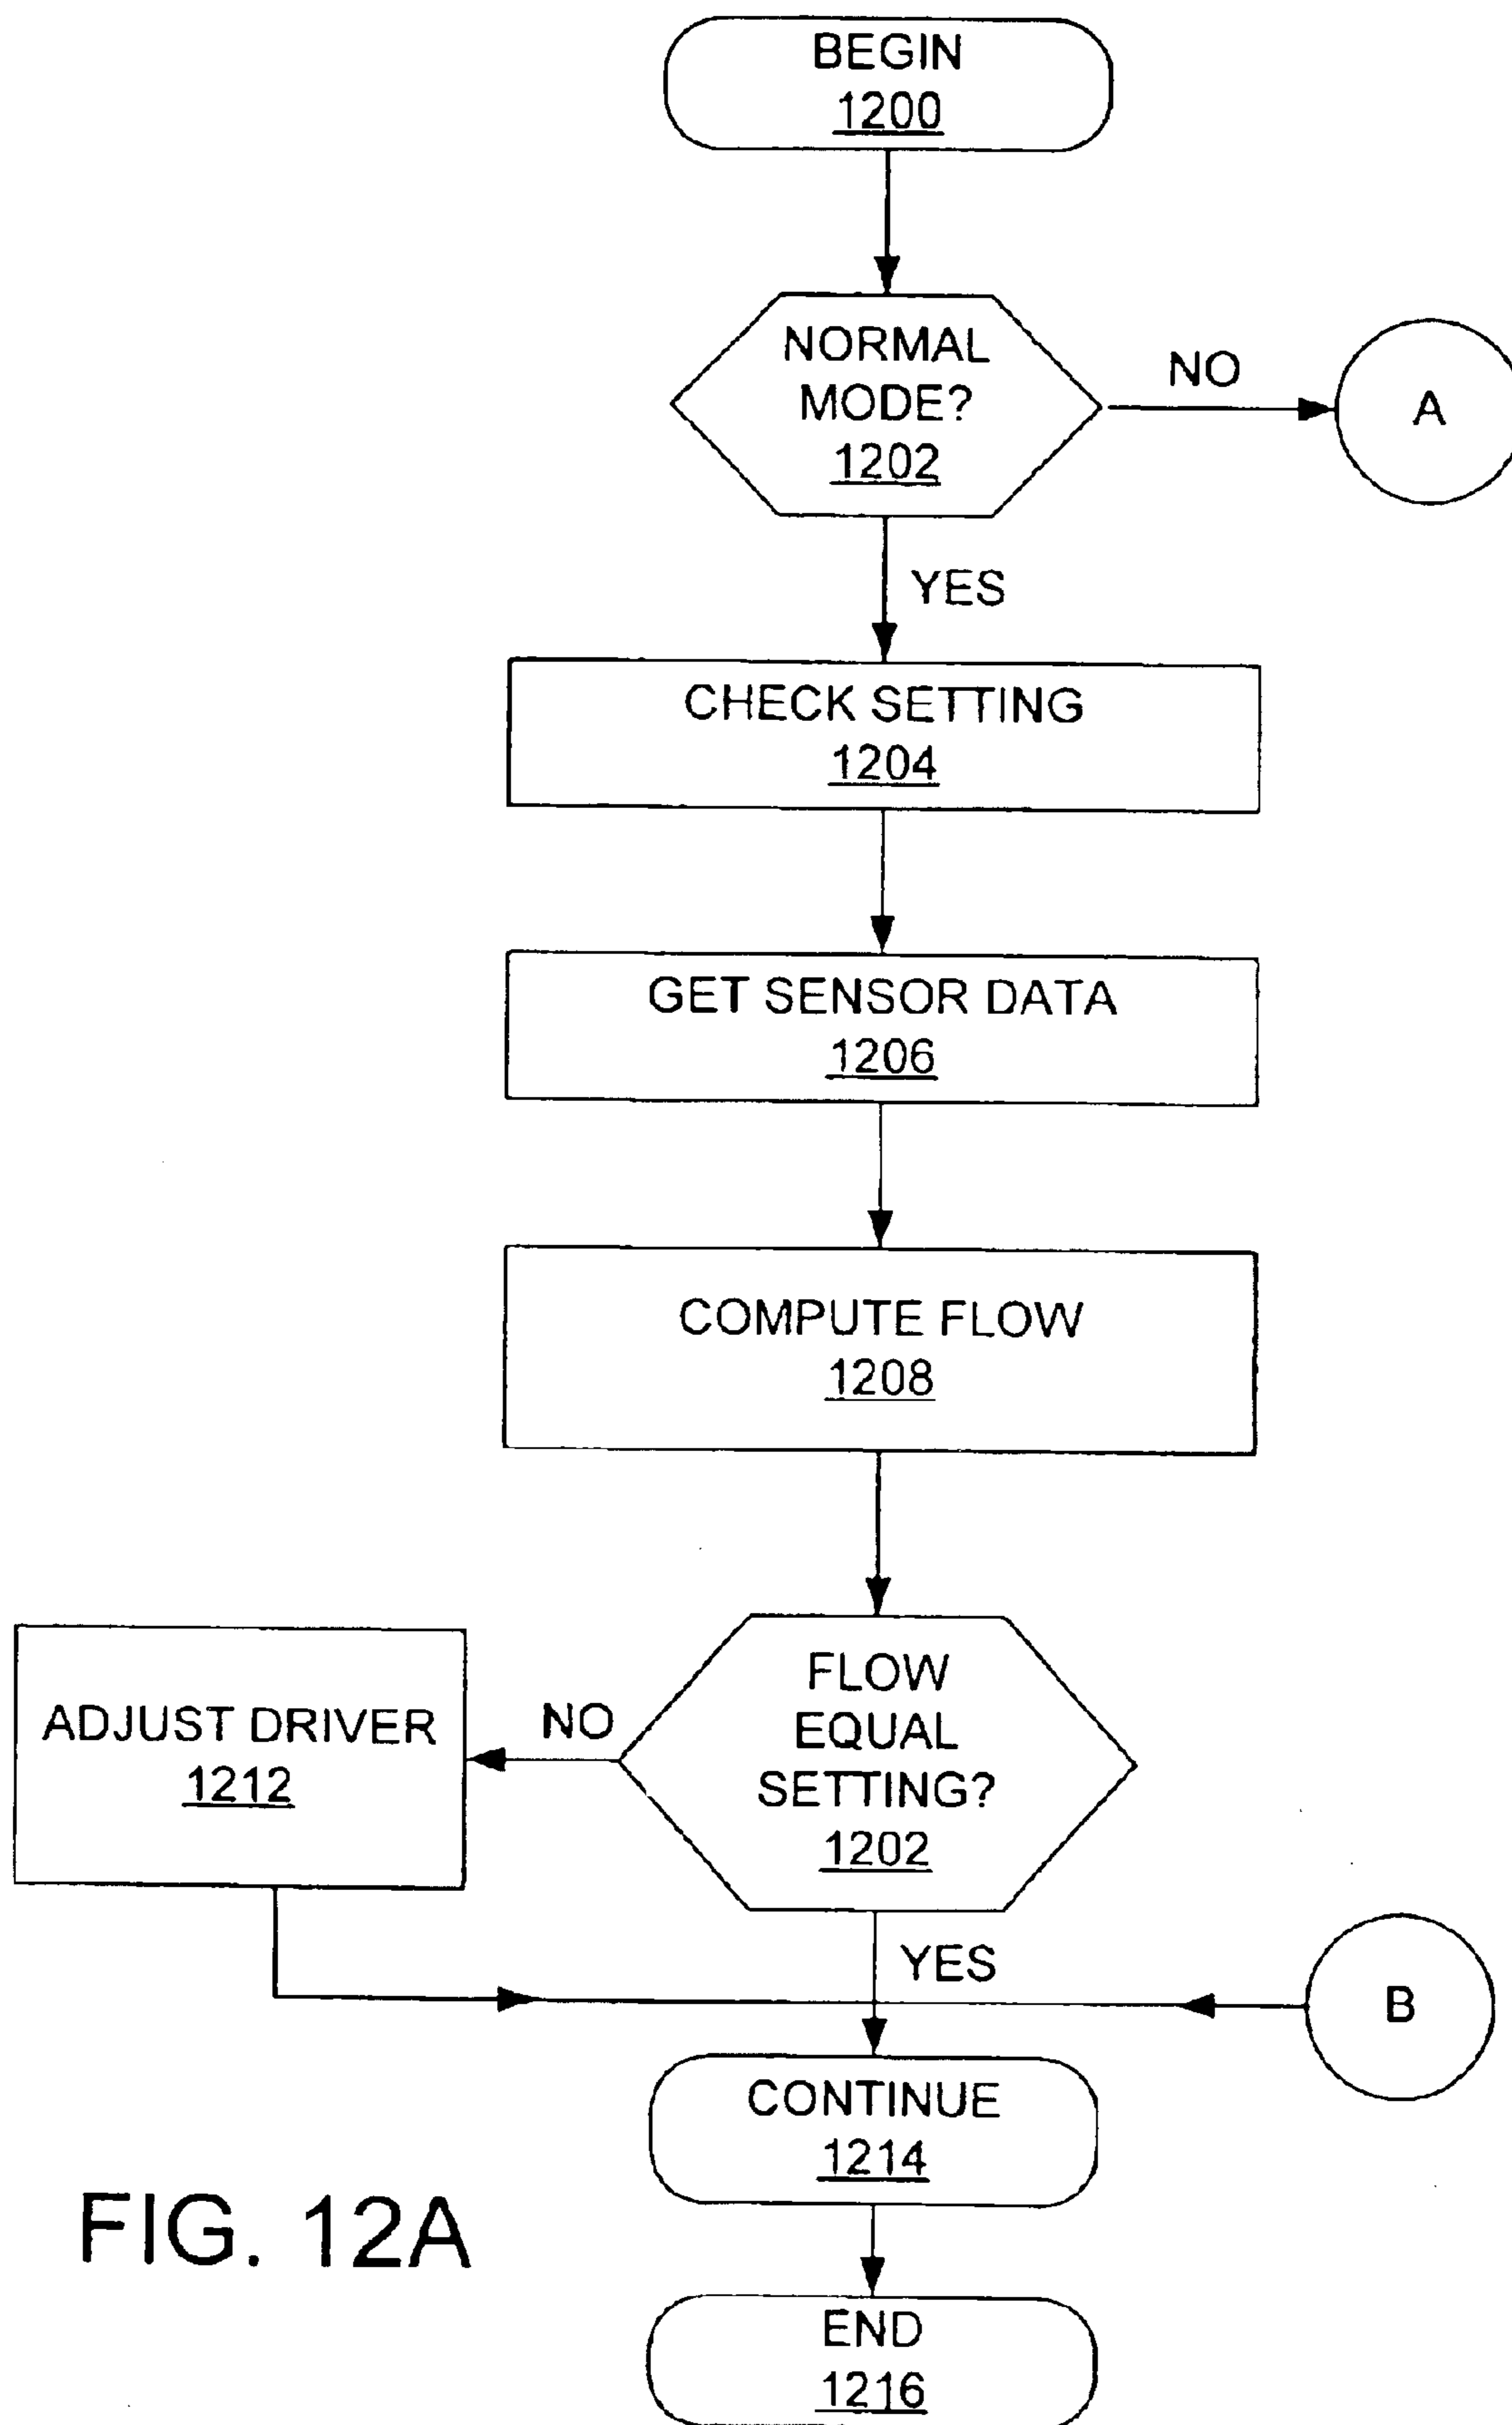 BEGIN
1200
NORMAL
MODE?
1202
NO
A
YES
CHECK SETTING
1204
GET SENSOR DATA
1206
COMPUTE FLOW
1208
FLOW
EQUAL
SETTING?
1202
NO
ADJUST DRIVER
1212
YES
B
CONTINUE
1214
END
1216
FIG. 12A